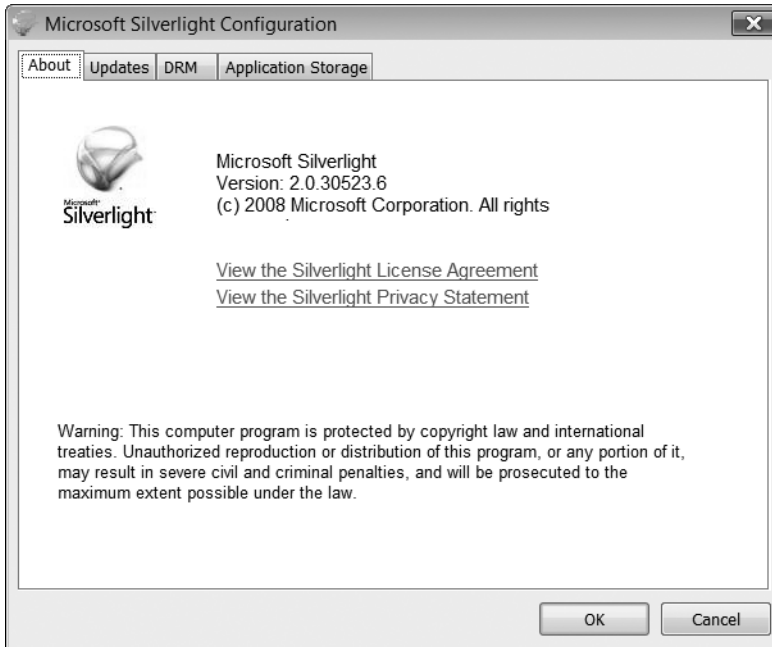 Microsoft Silverlight Configuration
About Updates DRM Application Storage
Microsoft Silverlight
Version: 2.0.30523.6
(c) 2008 Microsoft Corporation. All rights
Microsoft
Silverlight
View the Silverlight License Agreement
View the Silverlight Privacy Statement
Warning: This computer program is protected by copyright law and international
treaties. Unauthorized reproduction or distribution of this program, or any portion of it,
may result in severe civil and criminal penalties, and will be prosecuted to the
maximum extent possible under the law.
OK Cancel